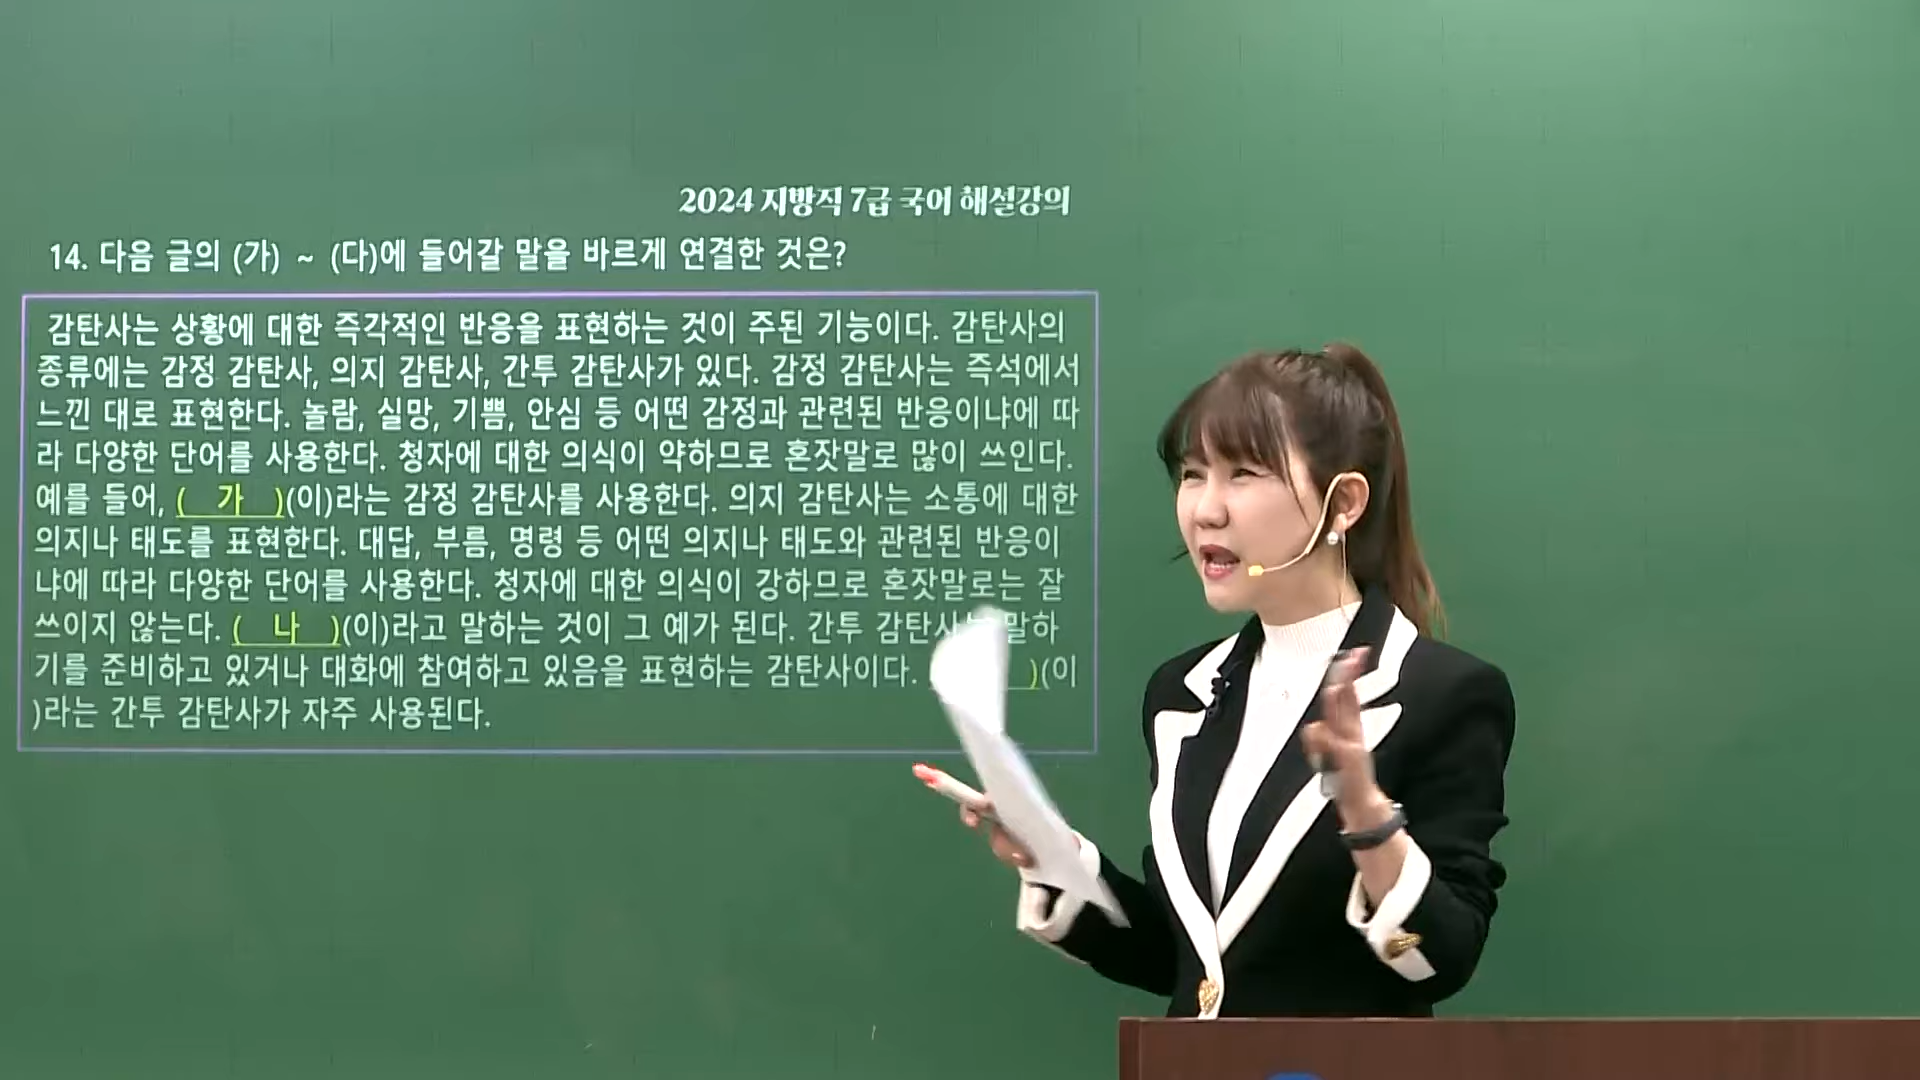 2024 지방직 7급 국어 해설강의
14. 다음 글의 (가) ~ (다)에 들어갈 말을 바르게 연결한 것은?
감탄사는 상황에 대한 즉각적인 반응을 표현하는 것이 주된 기능이다. 감탄사의
종류에는 감정 감탄사, 의지 감탄사, 간투 감탄사가 있다. 감정 감탄사는 즉석에서
느낀 대로 표현한다. 놀람, 실망, 기쁨, 안심 등 어떤 감정과 관련된 반응이냐에 따
라 다양한 단어를 사용한다. 청자에 대한 의식이 약하므로 혼잣말로 많이 쓰인다.
예를 들어, ( 가 )(이)라는 감정 감탄사를 사용한다. 의지 감탄사는 소통에 대한
의지나 태도를 표현한다. 대답, 부름, 명령 등 어떤 의지나 태도와 관련된 반응이
냐에 따라 다양한 단어를 사용한다. 청자에 대한 의식이 강하므로 혼잣말로는 잘
쓰이지 않는다. ( 나 )(이)라고 말하는 것이 그 예가 된다. 간투 감탄사는 말하
기를 준비하고 있거나 대화에 참여하고 있음을 표현하는 감탄사이다. )(이
)라는 간투 감탄사가 자주 사용된다.